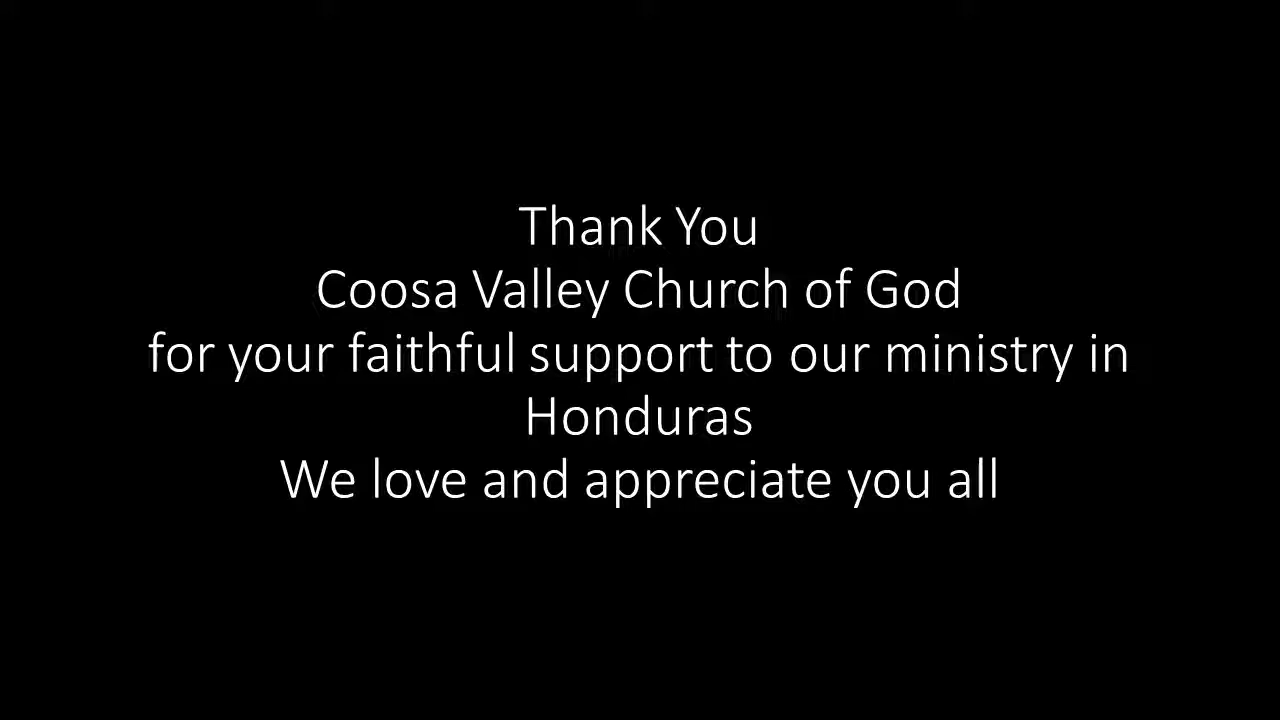 Thank You
Coosa Valley Church of God
for your faithful support to our ministry in
Honduras
We love and appreciate you all